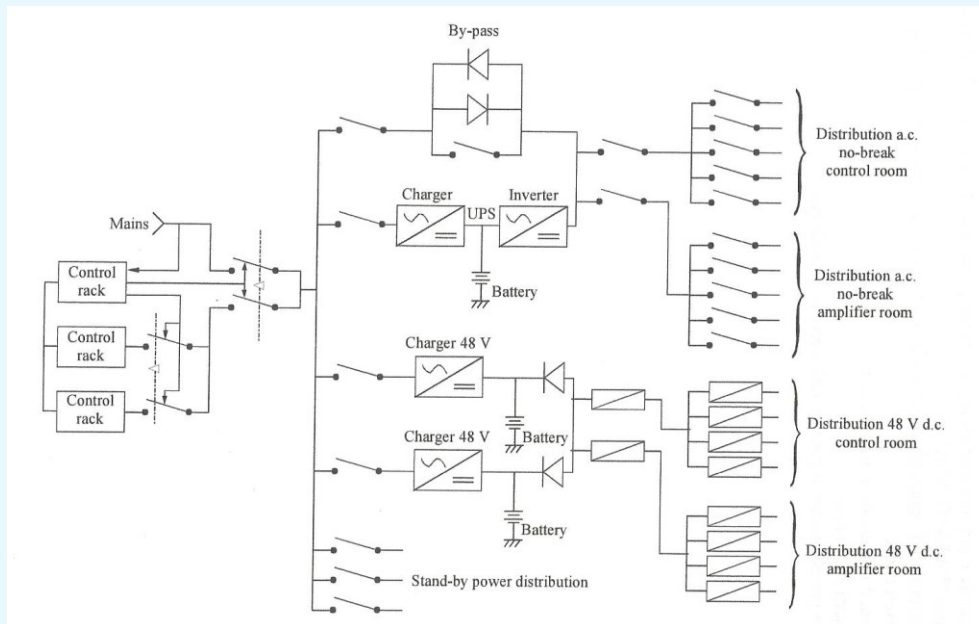 By-pass
Distribution a.c.
no-break
control room
Charger
UPS
Inverter
Mains
Battery
Control
rack
Distribution a.c.
no-break
amplifier room
Control
rack
Charger 48 V
Control
rack
Battery
Distribution 48 V d.c.
control room
Charger 48 V
Battery
Distribution 48 V d.c.
amplifier room
Stand-by power distribution